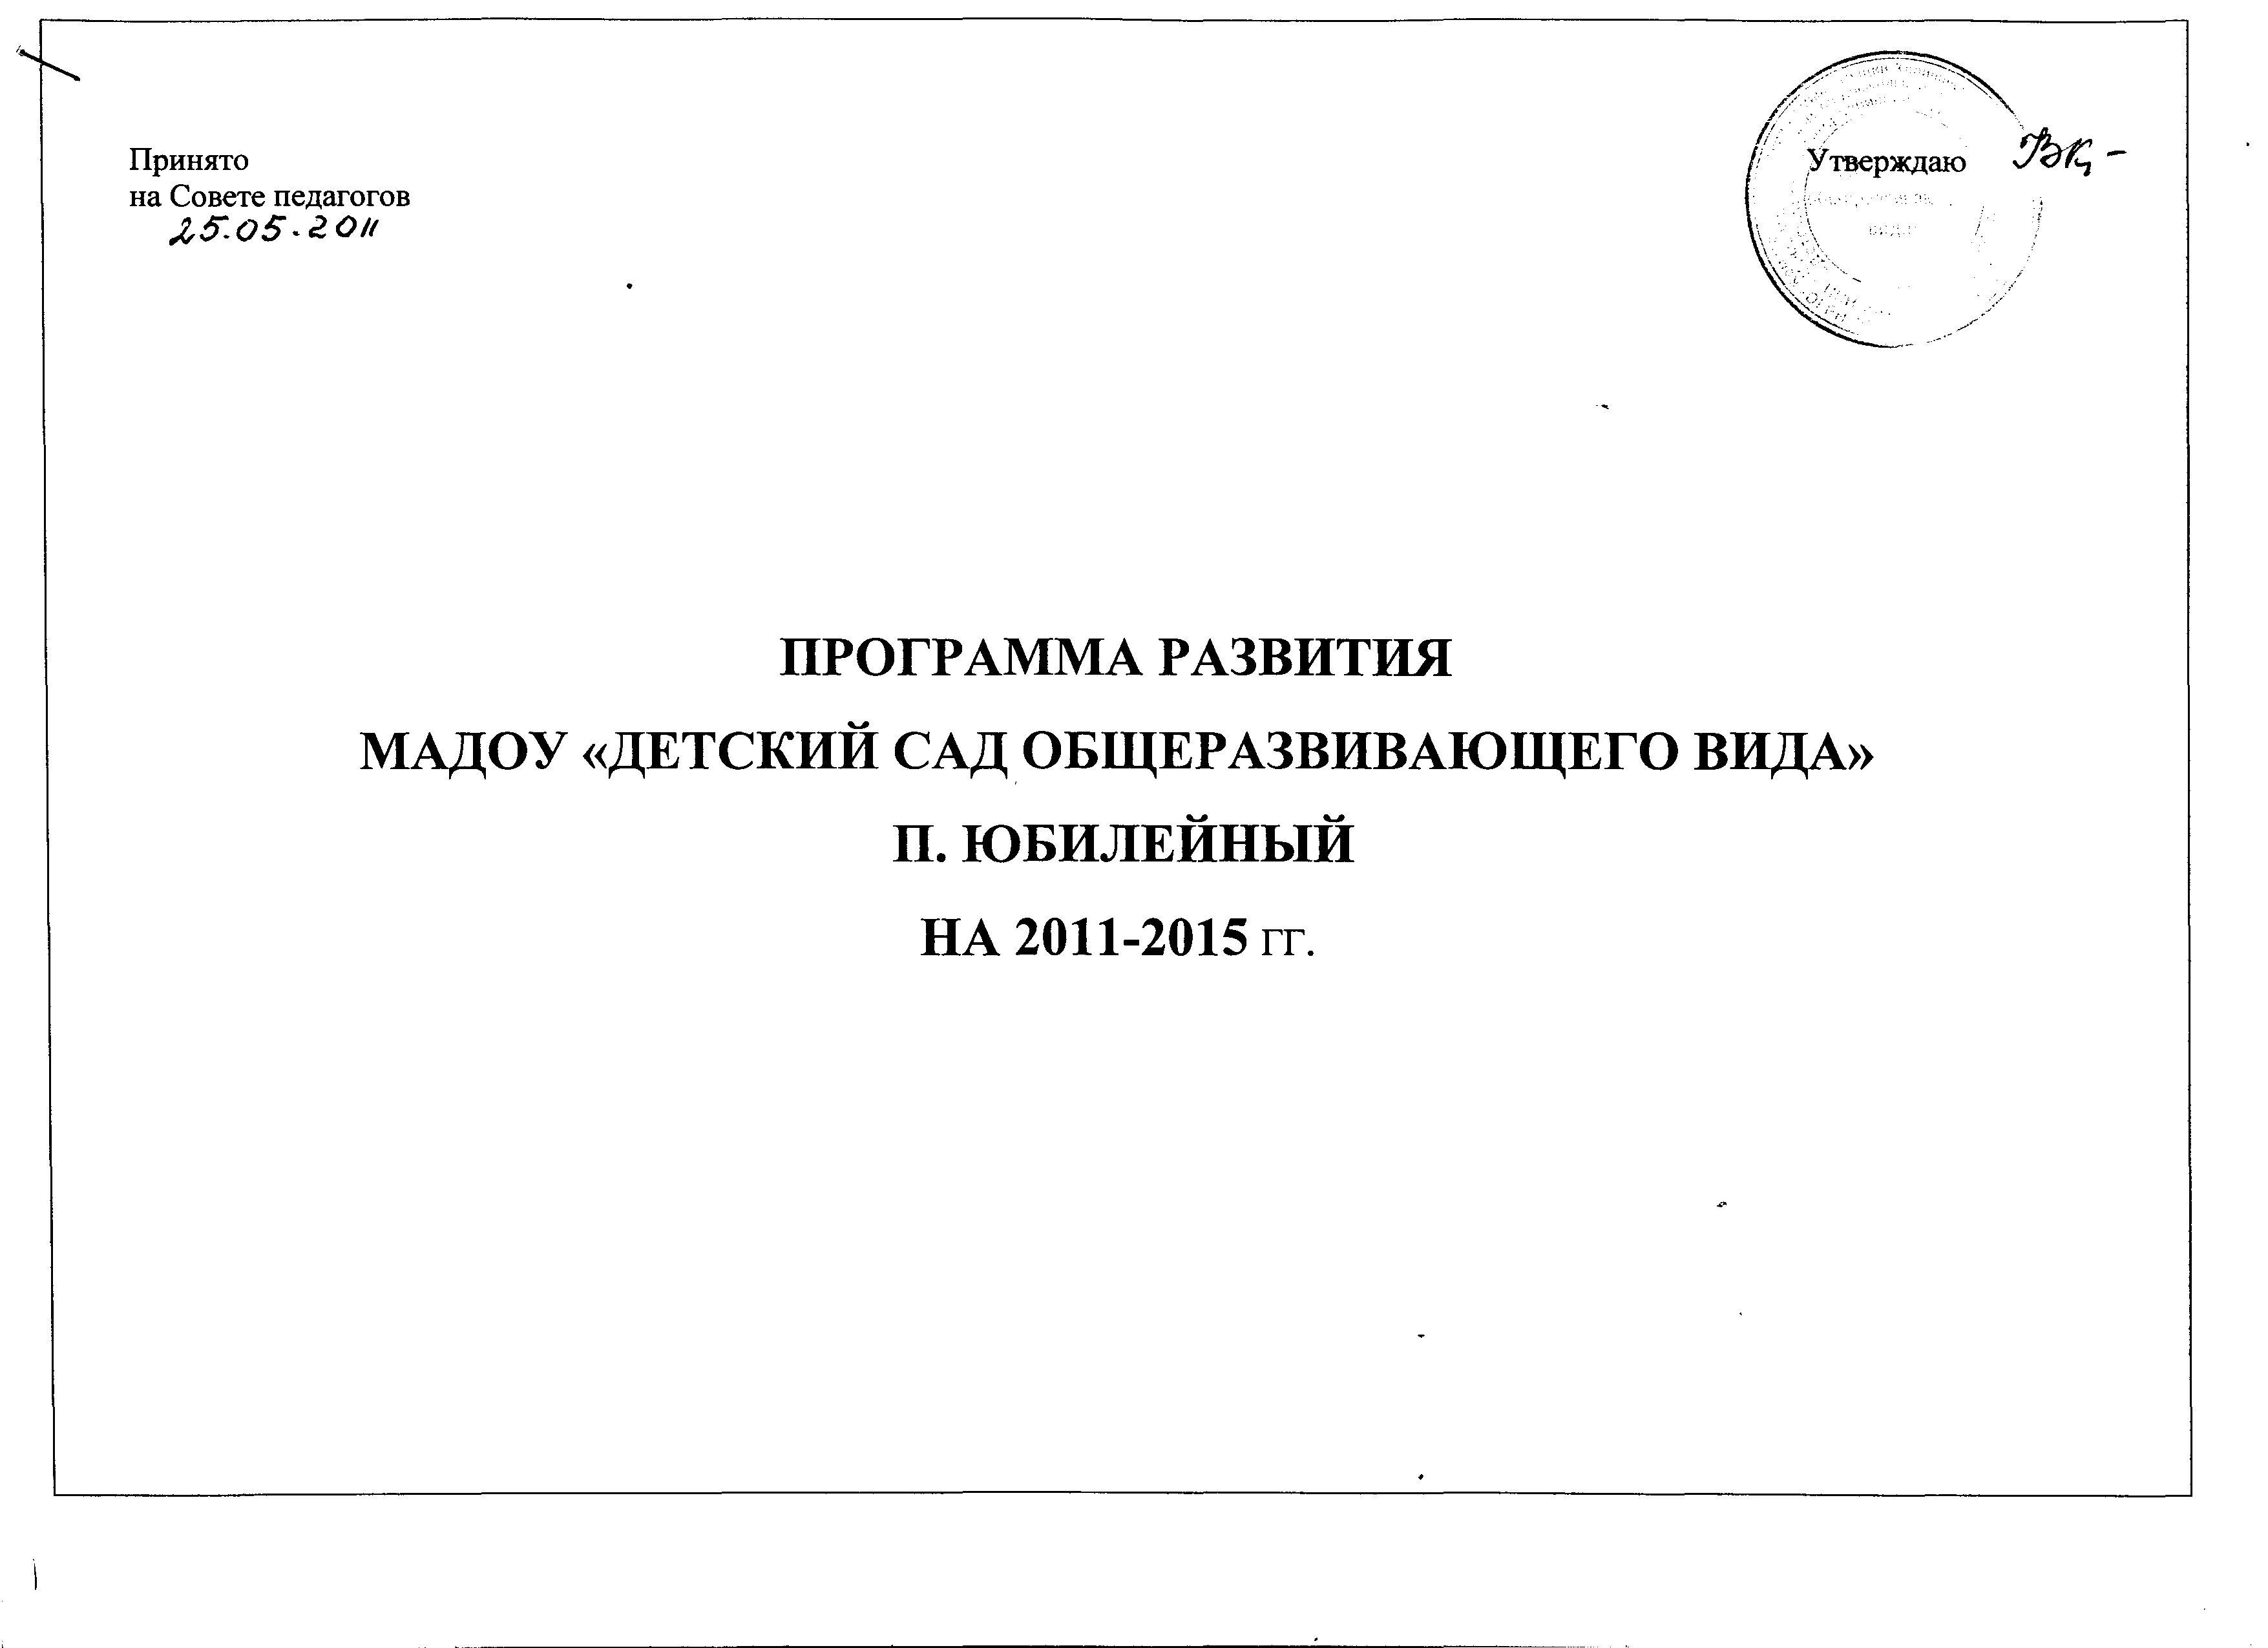 Принято
на Совете педагогов
25.05.2011
Утверждаю
ПРОГРАММА РАЗВИТИЯ
МАДОУ «ДЕТСКИЙ САД ОБЩЕРАЗВИВАЮЩЕГО ВИДА»
П. ЮБИЛЕЙНЫЙ
НА 2011-2015 гг.